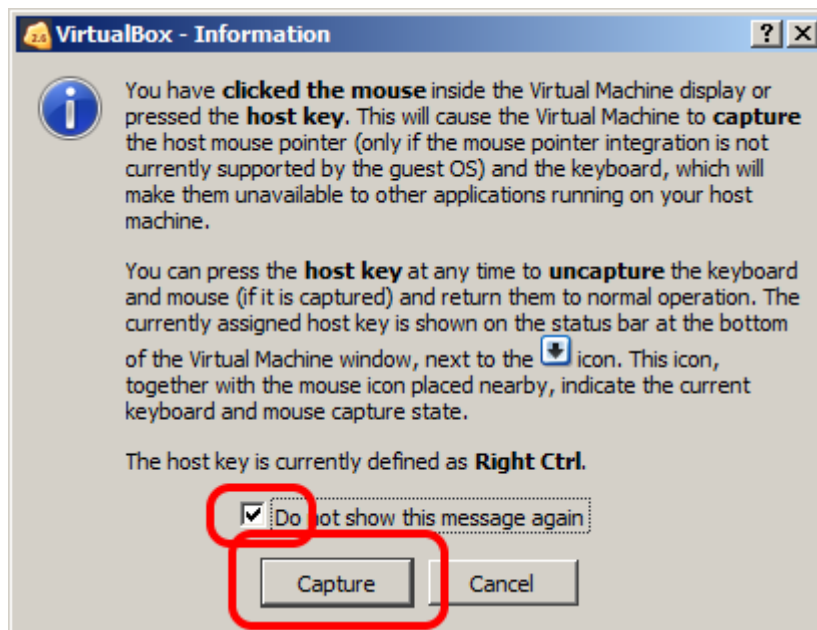 VirtualBox - Information
You have clicked the mouse inside the Virtual Machine display or
pressed the host key. This will cause the Virtual Machine to capture
the host mouse pointer (only if the mouse pointer integration is not
currently supported by the guest OS) and the keyboard, which will
make them unavailable to other applications running on your host
machine.
You can press the host key at any time to uncapture the keyboard
and mouse (if it is captured) and return them to normal operation. The
currently assigned host key is shown on the status bar at the bottom
of the Virtual Machine window, next to the icon. This icon,
together with the mouse icon placed nearby, indicate the current
keyboard and mouse capture state.
The host key is currently defined as Right Ctrl.
Do not show this message again
Capture Cancel